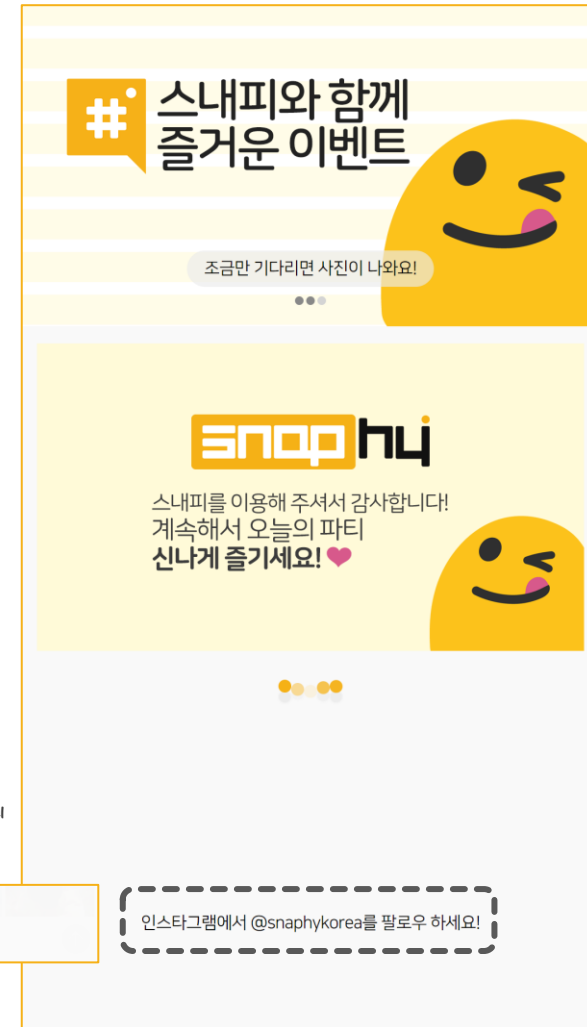 #
스내피와 함께
즐거운 이벤트
조금만 기다리면 사진이 나와요!
snaphy
스내피를 이용해 주셔서 감사합니다!
계속해서 오늘의 파티
신나게 즐기세요!
인스타그램에서 @snaphykorea를 팔로우 하세요!